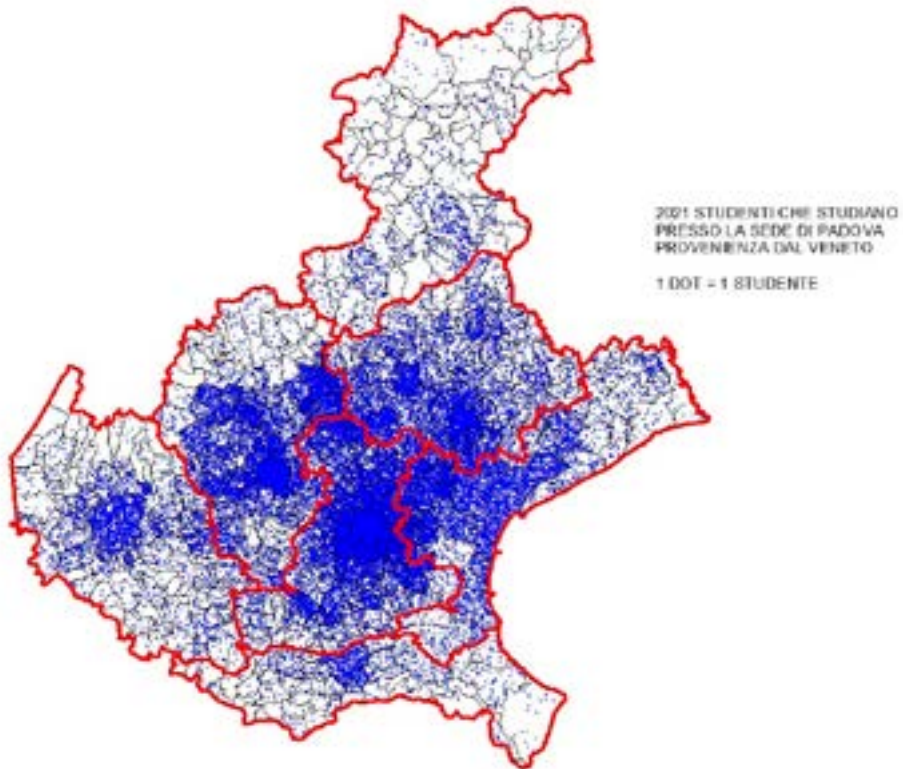 2021 STUDENTI CHE STUDIANO
PRESSO LA SEDE DI PADOVA
PROVENIENZA DAL VENETO
1 DOT = 1 STUDENTE